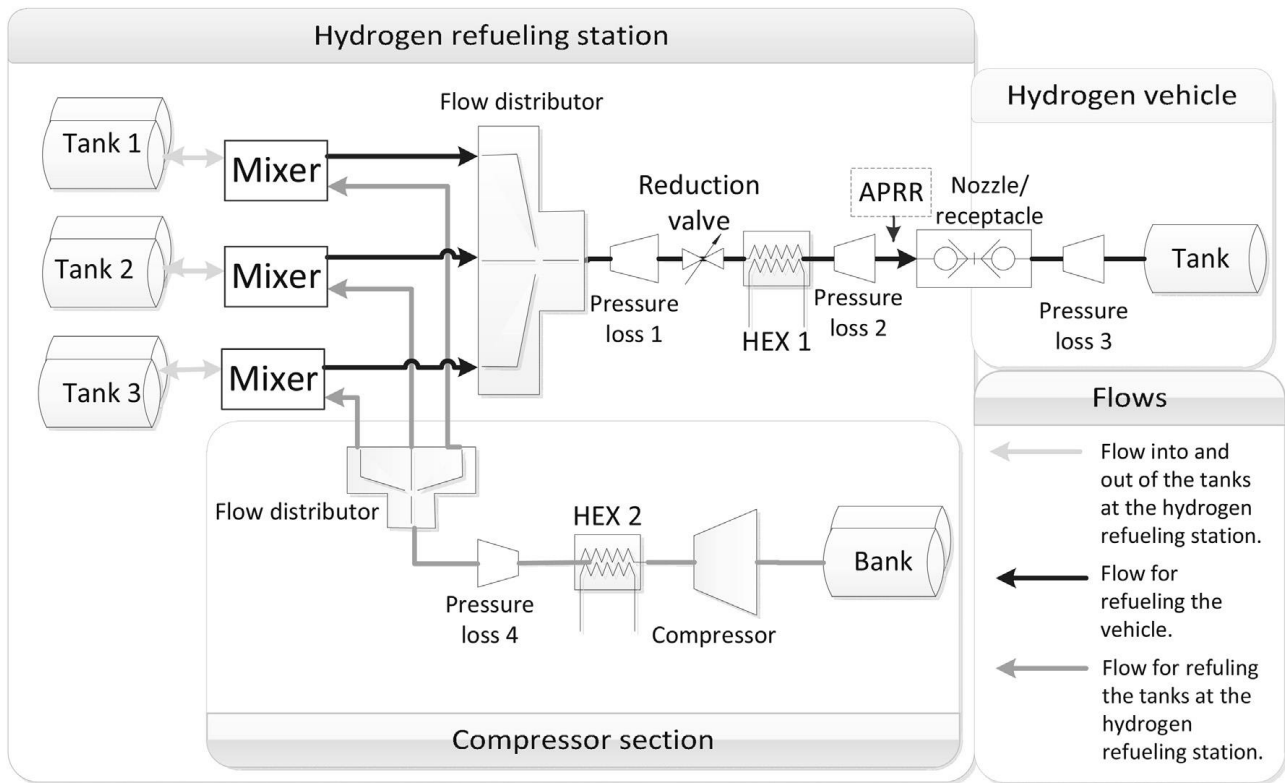 Hydrogen refueling station
Hydrogen vehicle
Flow distributor
Tank 1
Mixer
Tank 2
Mixer
Tank 3
Mixer
Reduction
valve
APRR
Nozzle/
receptacle
Tank
Pressure
loss 1
HEX 1
Pressure
loss 2
Pressure
loss 3
Flow distributor
HEX 2
Bank
Pressure
loss 4
Compressor
Compressor section
Flows
Flow into and
out of the tanks
at the hydrogen
refueling station.
Flow for
refueling the
vehicle.
Flow for refuling
the tanks at the
hydrogen
refueling station.